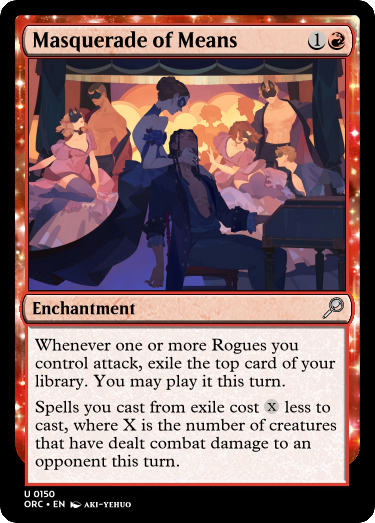 Masquerade of Means 1
Enchantment
Whenever one or more Rogues you
control attack, exile the top card of your
library. You may play it this turn.
Spells you cast from exile cost X less to
cast, where X is the number of creatures
that have dealt combat damage to an
opponent this turn.
U 0150
ORC • EN AKI-YEHUO